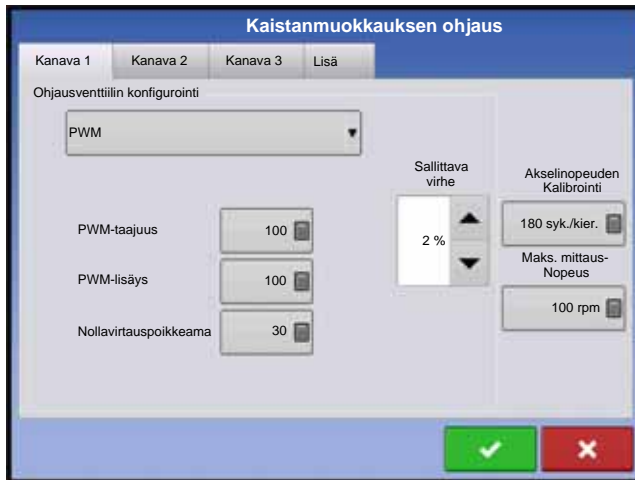 Kaistanmuokkauksen ohjaus
Kanava 1
Kanava 2
Kanava 3
Lisä
Ohjausventtiilin konfigurointi
PWM
Sallittava
virhe
2 %
Akselinopeuden
Kalibrointi
180 syk./kier.
Maks. mittaus-
Nopeus
100 rpm
PWM-taajuus
100
PWM-lisäys
100
Nollavirtauspoikkeama
30